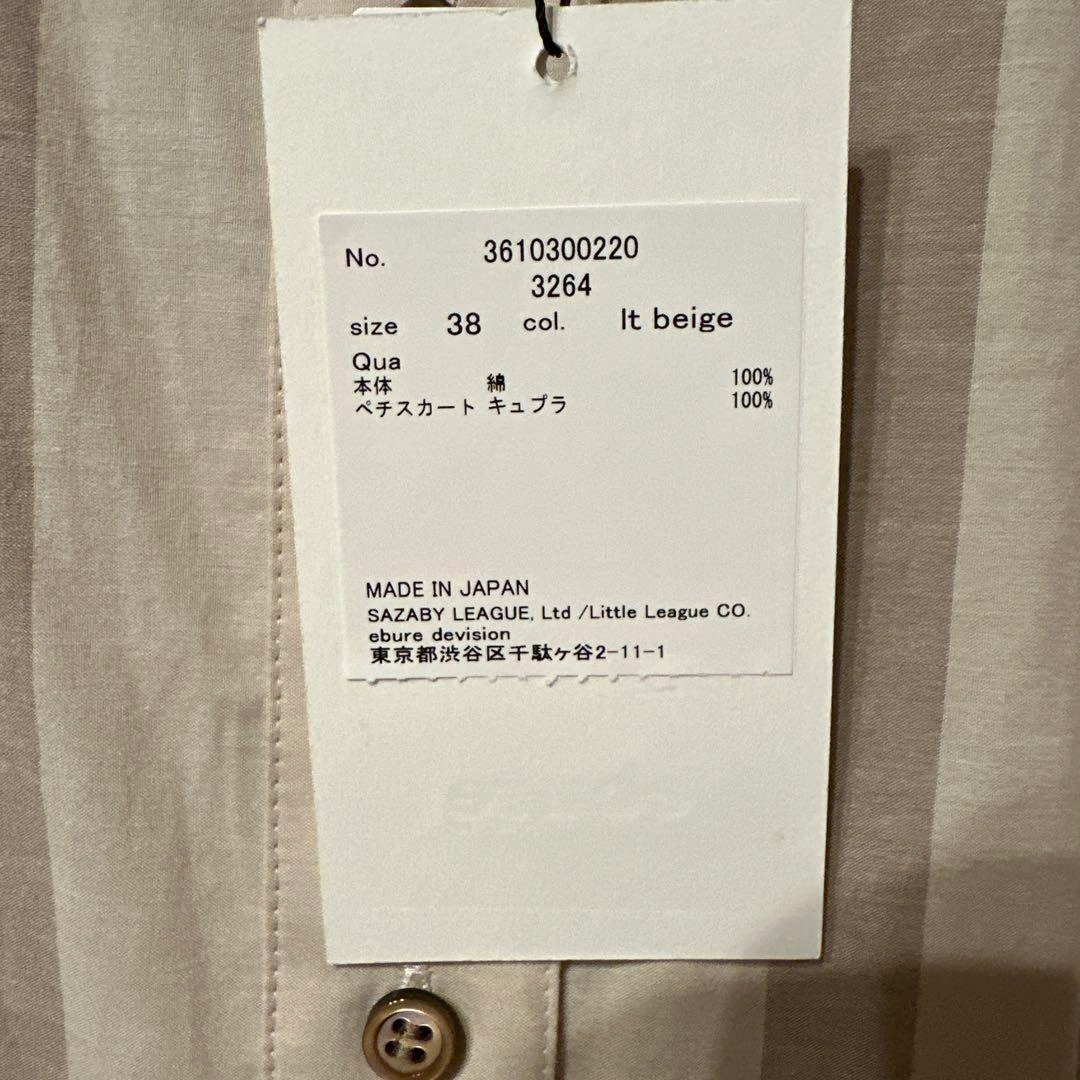 No. 3610300220
3264
size 38 col. lt beige
Qua
本体 綿 100%
ペチスカート キュプラ 100%
MADE IN JAPAN
SAZABY LEAGUE, Ltd /Little League CO.
ebure devision
東京都渋谷区千駄ヶ谷2-11-1